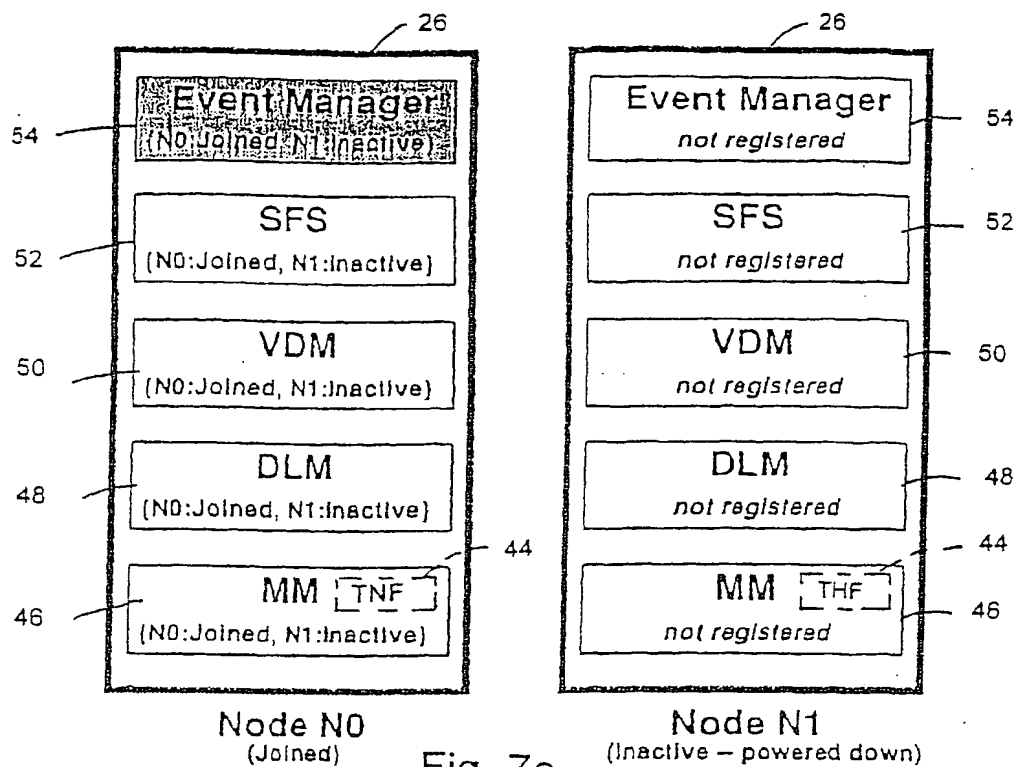 26
26
Event Manager
(N0:Joined, N1:Inactive)
54
Event Manager
not registered
54
SFS
(N0:Joined, N1:Inactive)
52
SFS
not registered
52
VDM
(N0:Joined, N1:Inactive)
50
VDM
not registered
50
DLM
(N0:Joined, N1:Inactive)
48
DLM
not registered
48
44
44
MM TNF
(N0:Joined, N1:Inactive)
46
MM THF
not registered
46
Node N0
(Joined)
Node N1
(Inactive – powered down)
Fig.